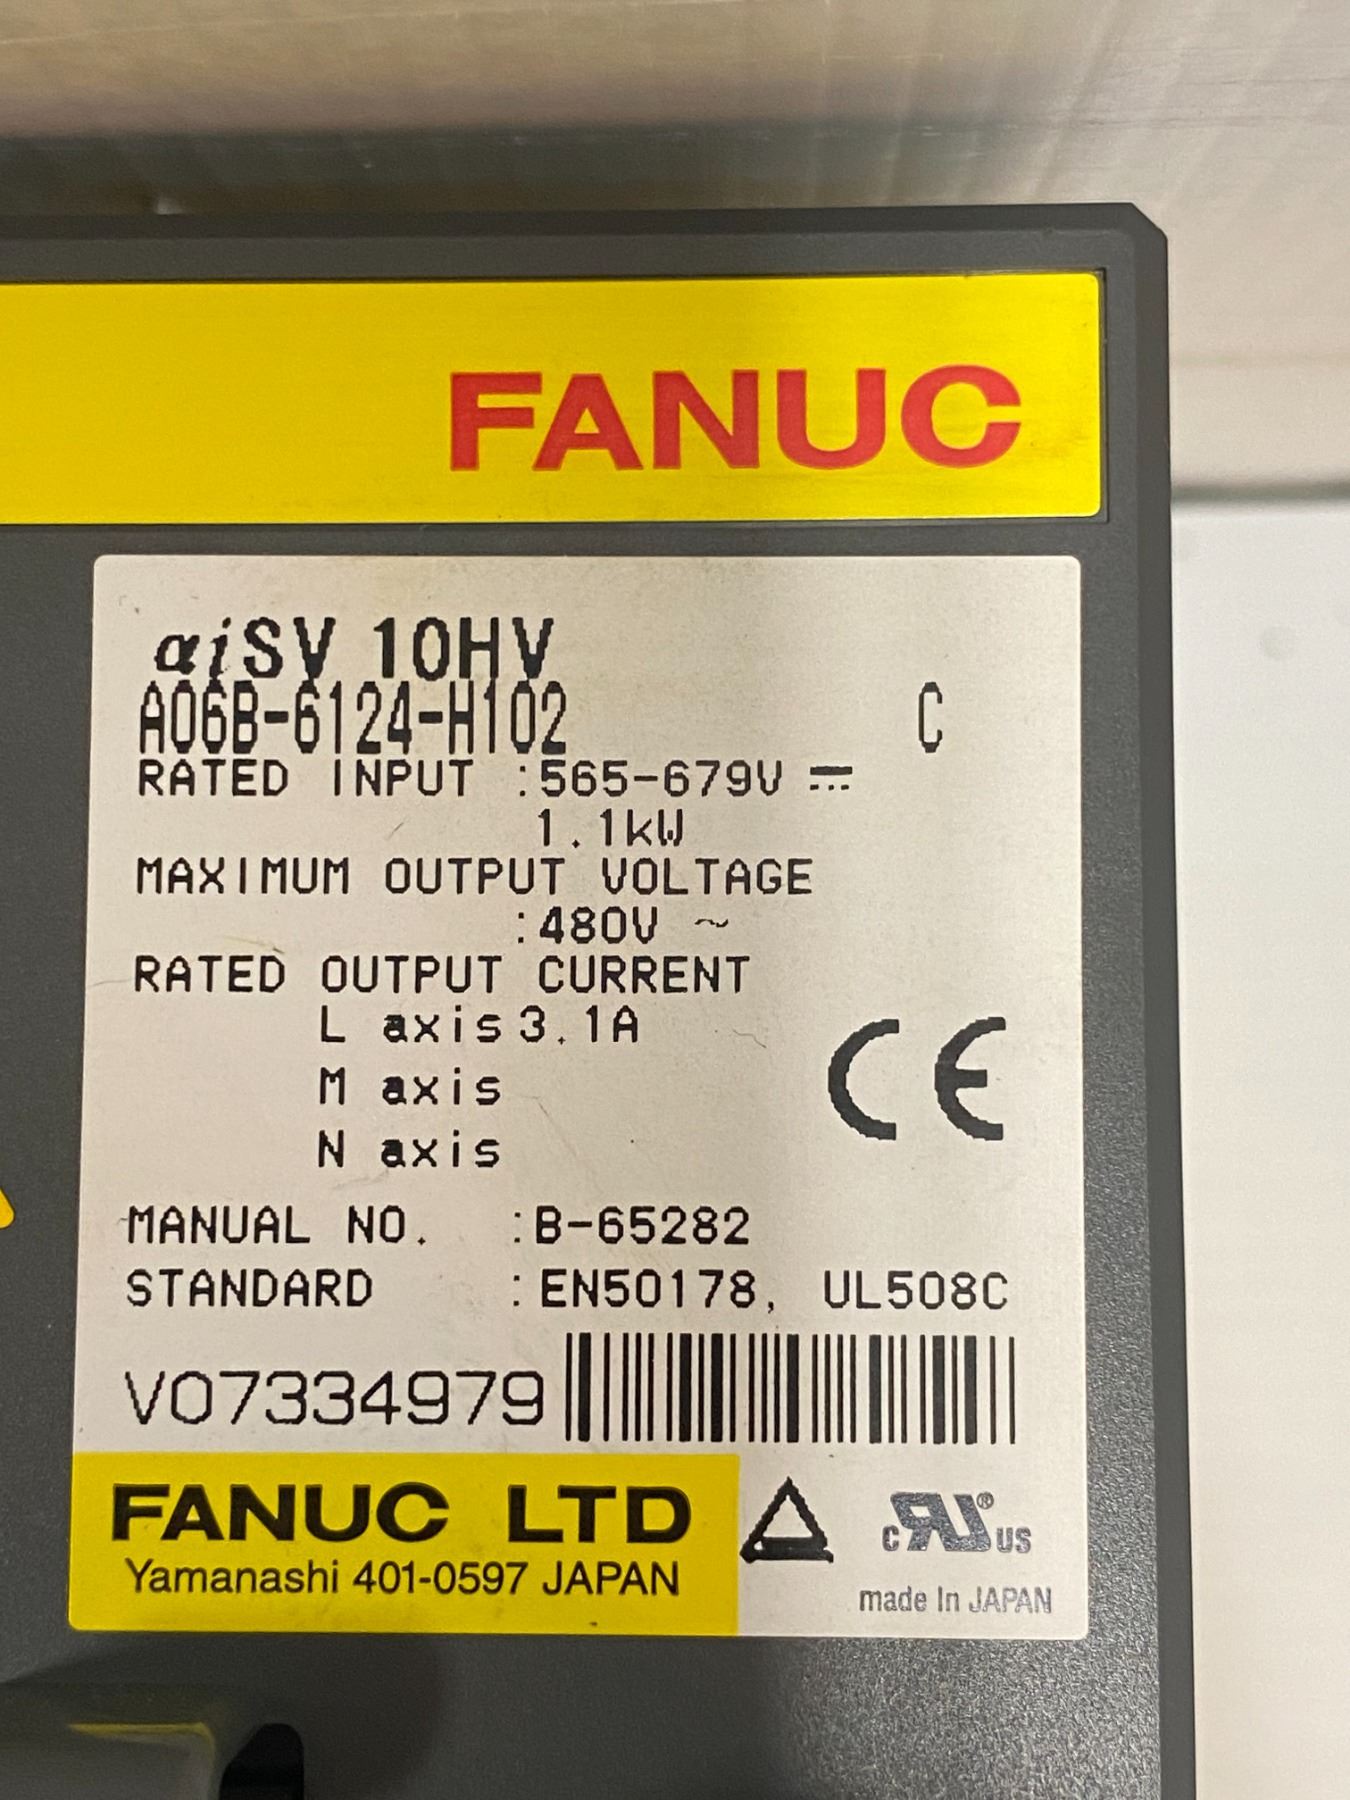 FANUC
αiSV 10HV
A06B-6124-H102 C
RATED INPUT :565-679V ⎓
1.1kW
MAXIMUM OUTPUT VOLTAGE
:480V ~
RATED OUTPUT CURRENT
L axis 3.1A
M axis
N axis
CE
MANUAL NO. :B-65282
STANDARD :EN50178, UL508C
V07334979
FANUC LTD
Yamanashi 401-0597 JAPAN
c RU ® US
made In JAPAN